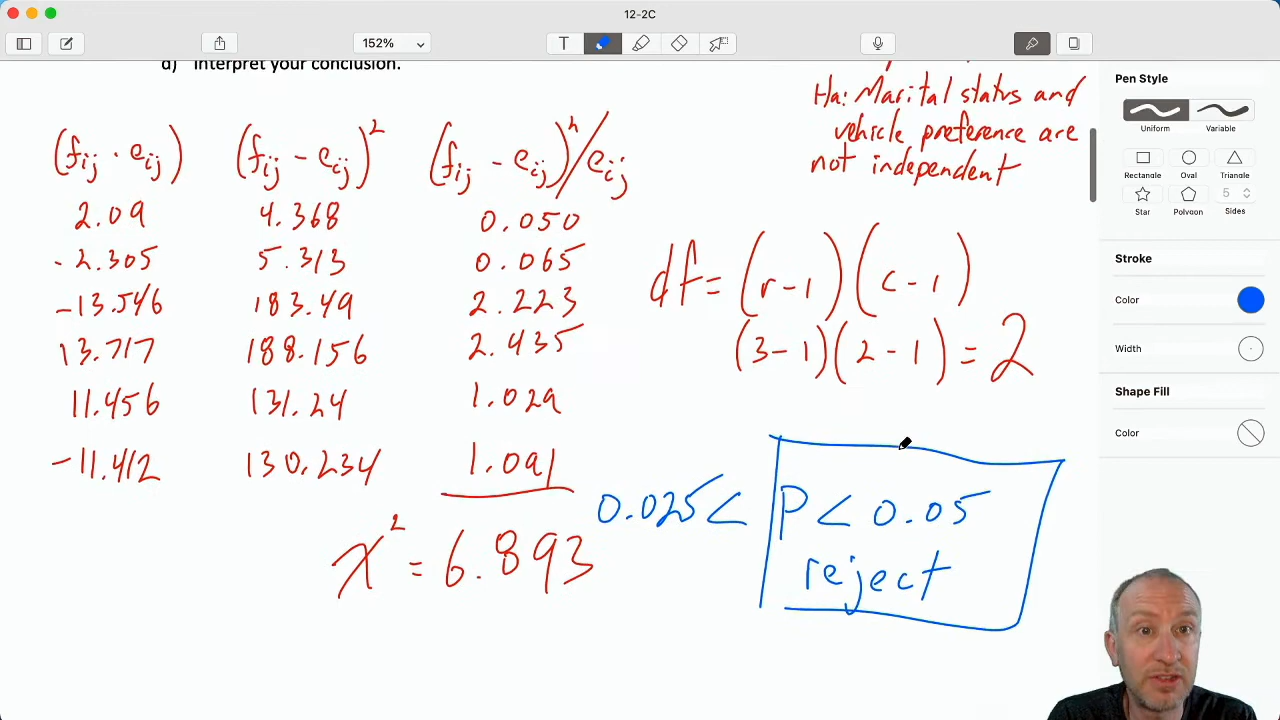 12-2C
152%
T
d) Interpret your conclusion.
Ha: Marital status and
vehicle preference are
not independent
(fij · eij) (fij - eij)² (fij - eij)²/eij
2.09 4.368 0.050
-2.305 5.313 0.065
-13.546 183.49 2.223
13.717 188.156 2.435
11.456 131.24 1.029
-11.412 130.234 1.091
χ² = 6.893
df = (r-1)(c-1)
(3-1)(2-1) = 2
0.025 < P < 0.05
reject
Pen Style
Uniform Variable
Rectangle Oval Triangle
5
Star Polygon Sides
Stroke
Color
Width
Shape Fill
Color